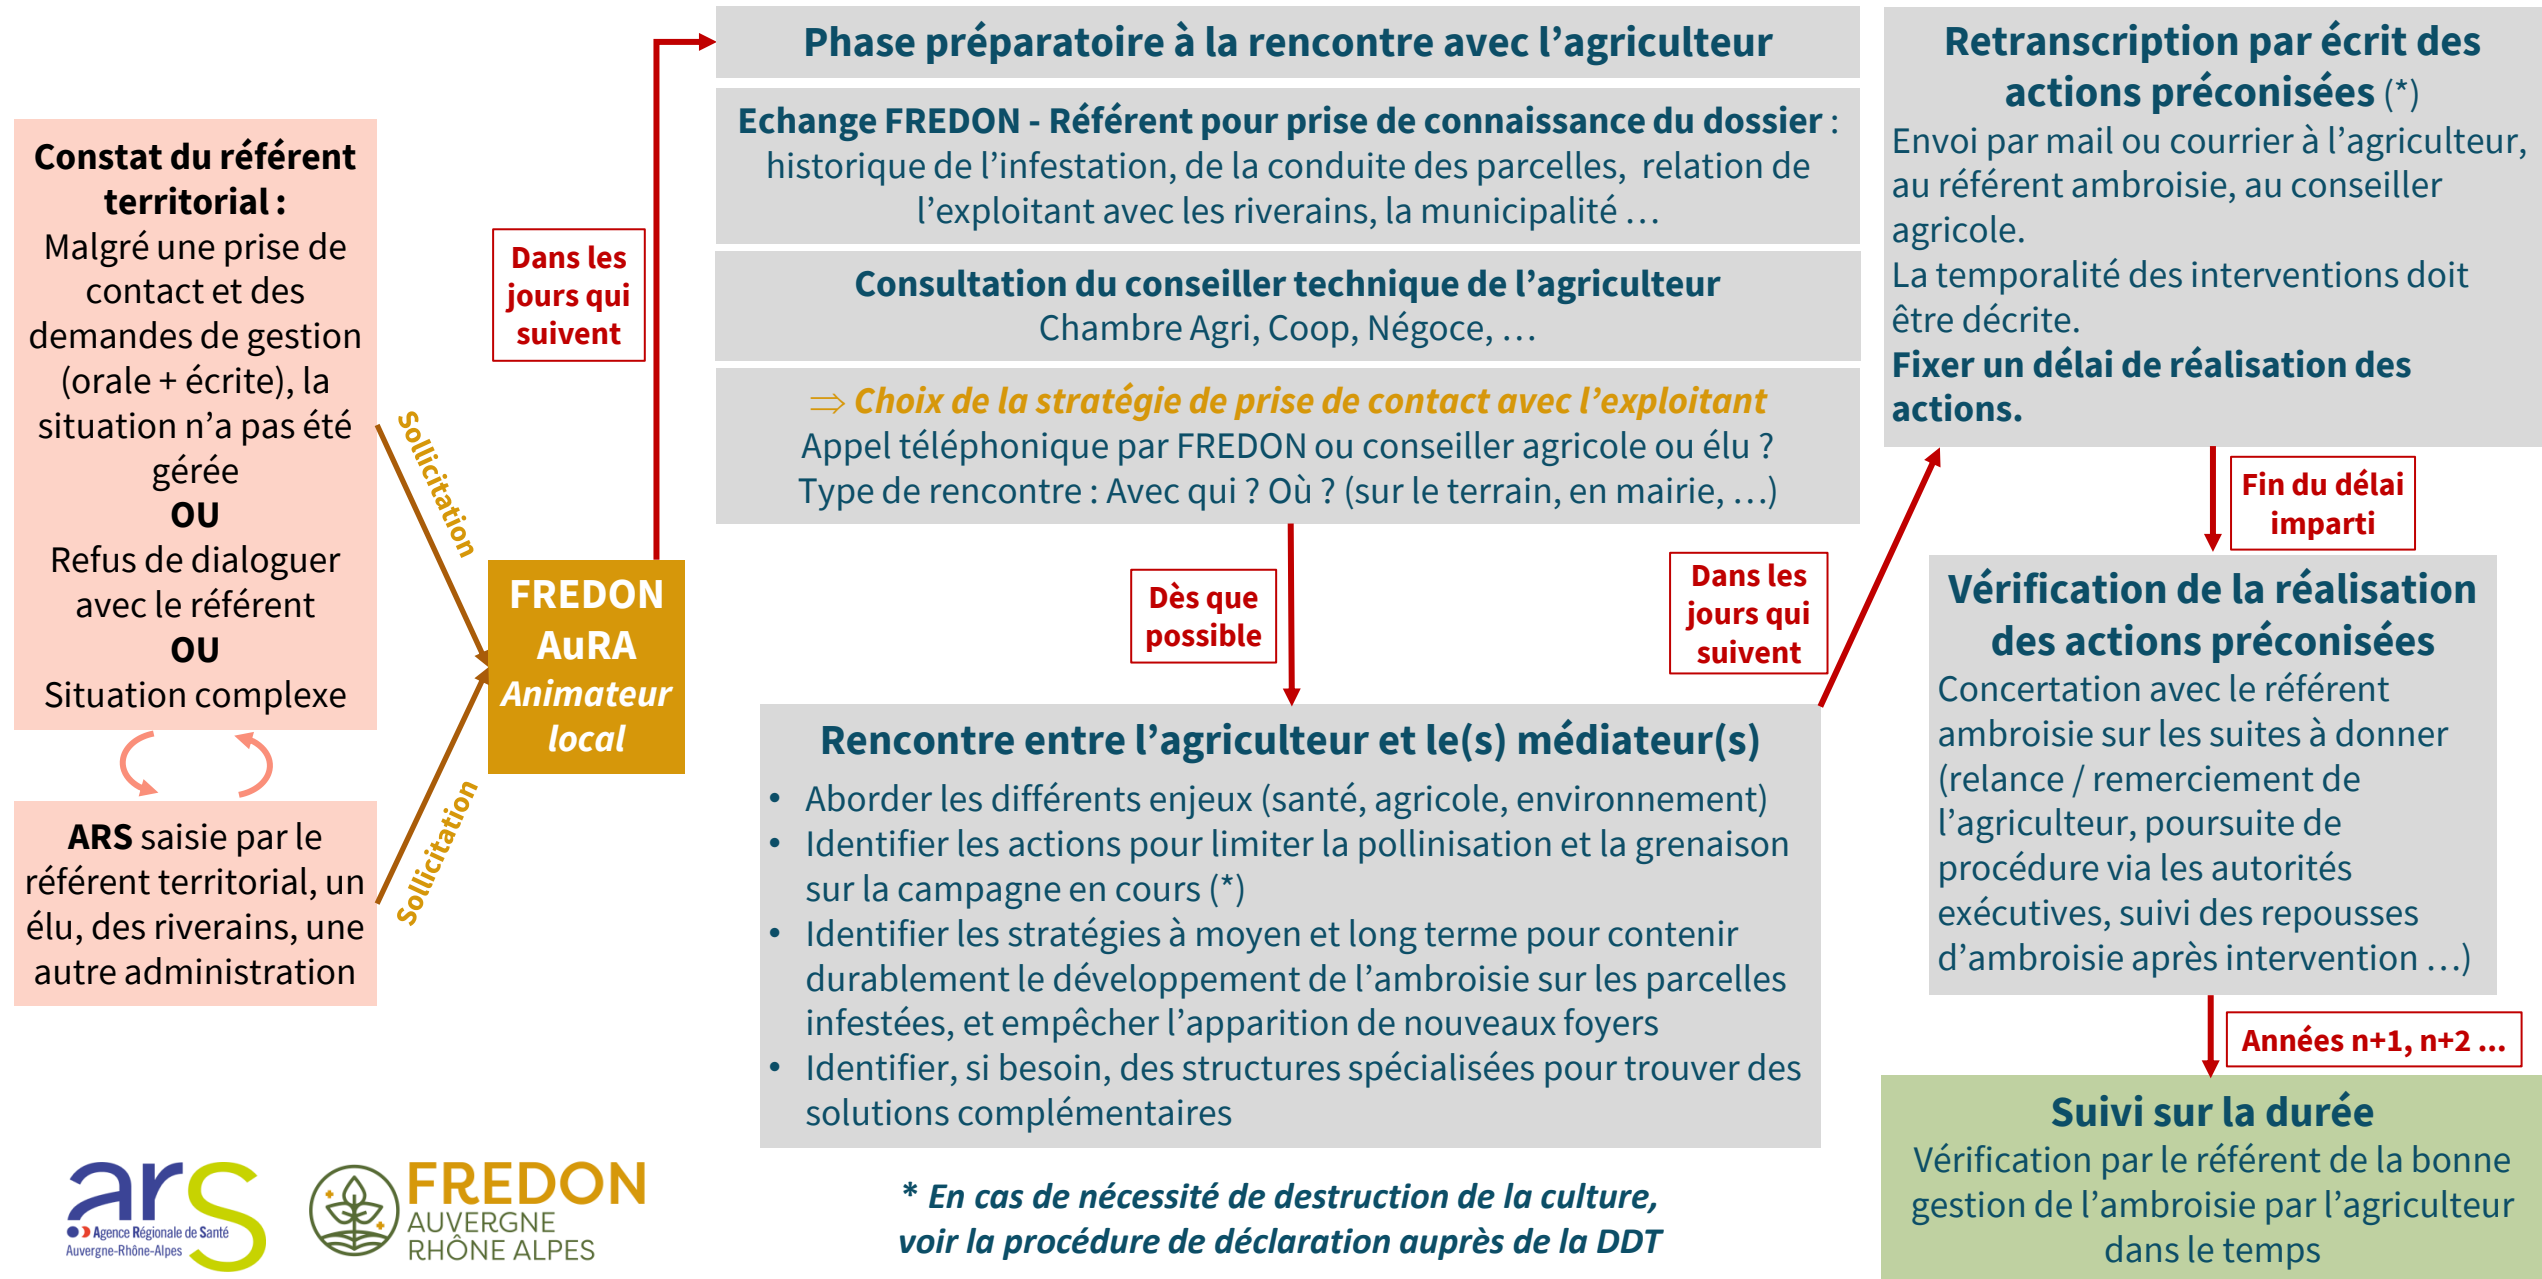 Constat du référent
territorial :
Malgré une prise de
contact et des
demandes de gestion
(orale + écrite), la
situation n’a pas été
gérée
OU
Refus de dialoguer
avec le référent
OU
Situation complexe
ARS saisie par le
référent territorial, un
élu, des riverains, une
autre administration
Sollicitation
Sollicitation
FREDON
AuRA
Animateur
local
Dans les
jours qui
suivent
Phase préparatoire à la rencontre avec l’agriculteur
Echange FREDON - Référent pour prise de connaissance du dossier :
historique de l’infestation, de la conduite des parcelles, relation de
l’exploitant avec les riverains, la municipalité …
Consultation du conseiller technique de l’agriculteur
Chambre Agri, Coop, Négoce, …
⇒ Choix de la stratégie de prise de contact avec l’exploitant
Appel téléphonique par FREDON ou conseiller agricole ou élu ?
Type de rencontre : Avec qui ? Où ? (sur le terrain, en mairie, …)
Dès que
possible
Rencontre entre l’agriculteur et le(s) médiateur(s)
• Aborder les différents enjeux (santé, agricole, environnement)
• Identifier les actions pour limiter la pollinisation et la grenaison
sur la campagne en cours (*)
• Identifier les stratégies à moyen et long terme pour contenir
durablement le développement de l’ambroisie sur les parcelles
infestées, et empêcher l’apparition de nouveaux foyers
• Identifier, si besoin, des structures spécialisées pour trouver des
solutions complémentaires
* En cas de nécessité de destruction de la culture,
voir la procédure de déclaration auprès de la DDT
Dans les
jours qui
suivent
Retranscription par écrit des
actions préconisées (*)
Envoi par mail ou courrier à l’agriculteur,
au référent ambroisie, au conseiller
agricole.
La temporalité des interventions doit
être décrite.
Fixer un délai de réalisation des
actions.
Fin du délai
imparti
Vérification de la réalisation
des actions préconisées
Concertation avec le référent
ambroisie sur les suites à donner
(relance / remerciement de
l’agriculteur, poursuite de
procédure via les autorités
exécutives, suivi des repousses
d’ambroisie après intervention …)
Années n+1, n+2 ...
Suivi sur la durée
Vérification par le référent de la bonne
gestion de l’ambroisie par l’agriculteur
dans le temps
ars
Agence Régionale de Santé
Auvergne-Rhône-Alpes
FREDON
AUVERGNE
RHÔNE ALPES